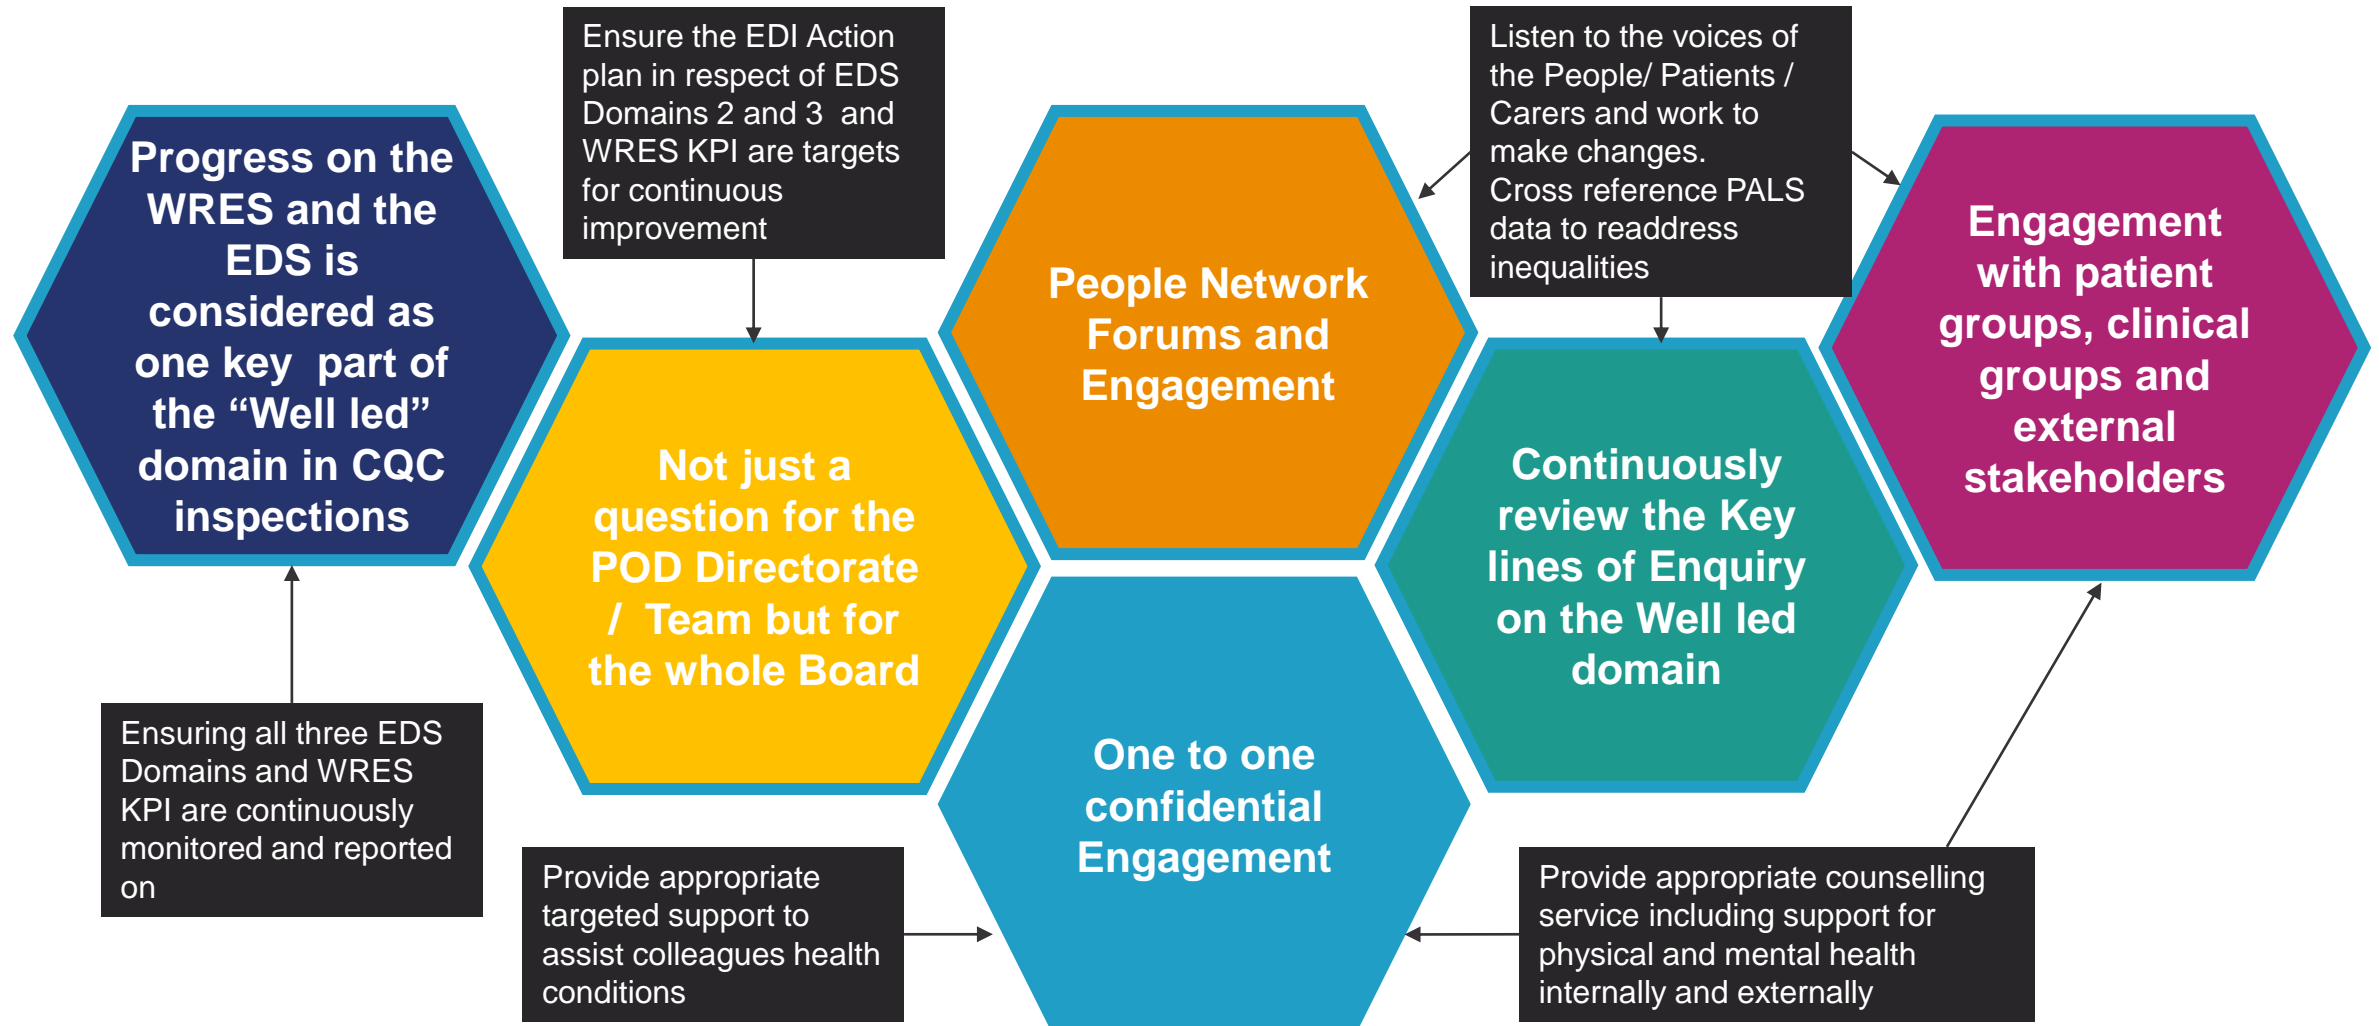 Ensure the EDI Action
plan in respect of EDS
Domains 2 and 3  and
WRES KPI are targets
for continuous
improvement
Listen to the voices of
the People/ Patients /
Carers and work to
make changes.
Cross reference PALS
data to readdress
inequalities
Progress on the
WRES and the
EDS is
considered as
one key  part of
the “Well led”
domain in CQC
inspections
Not just a
question for the
POD Directorate
/  Team but for
the whole Board
People Network
Forums and
Engagement
Continuously
review the Key
lines of Enquiry
on the Well led
domain
Engagement
with patient
groups, clinical
groups and
external
stakeholders
Ensuring all three EDS
Domains and WRES
KPI are continuously
monitored and reported
on
Provide appropriate
targeted support to
assist colleagues health
conditions
One to one
confidential
Engagement
Provide appropriate counselling
service including support for
physical and mental health
internally and externally